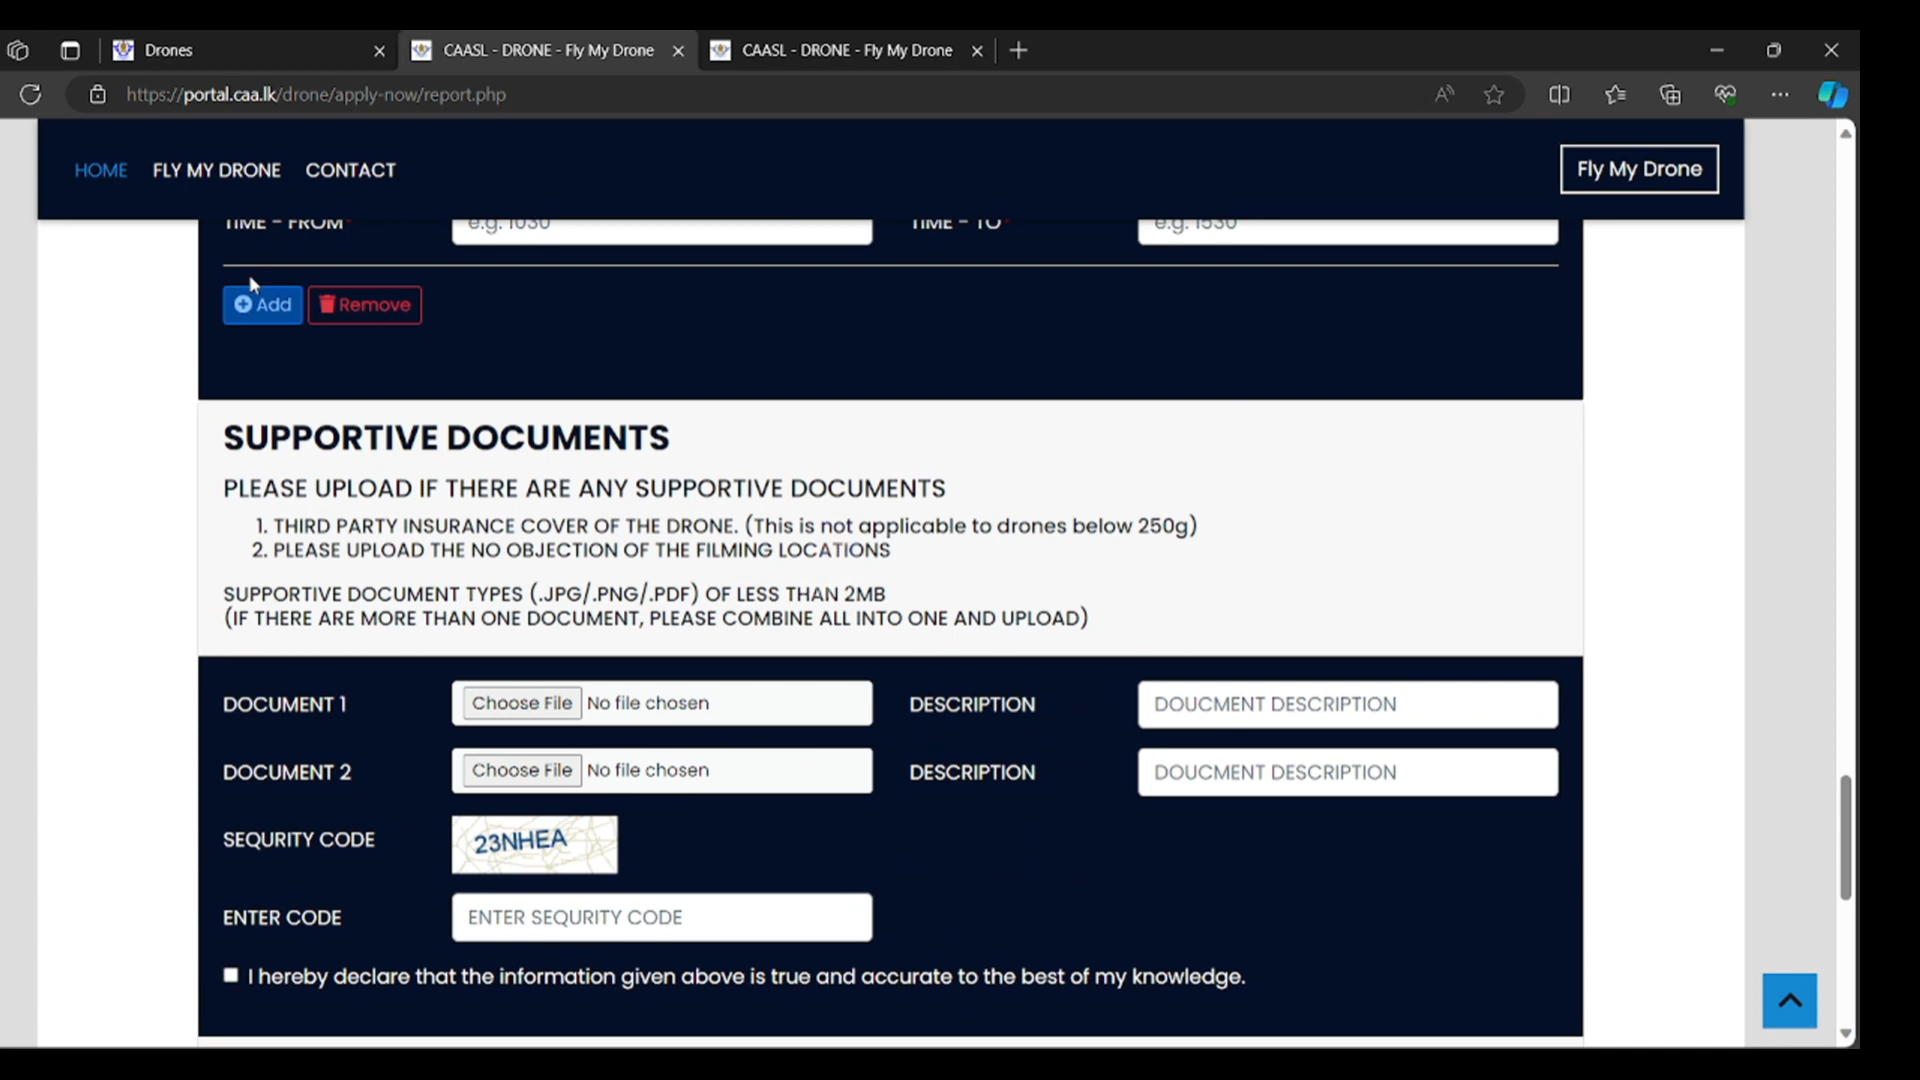 Drones
CAASL - DRONE - Fly My Drone
CAASL - DRONE - Fly My Drone
https://portal.caa.lk/drone/apply-now/report.php
HOME FLY MY DRONE CONTACT
Fly My Drone
TIME - FROM* e.g. 1030 TIME - TO* e.g. 1530
Add Remove
SUPPORTIVE DOCUMENTS
PLEASE UPLOAD IF THERE ARE ANY SUPPORTIVE DOCUMENTS
1. THIRD PARTY INSURANCE COVER OF THE DRONE. (This is not applicable to drones below 250g)
2. PLEASE UPLOAD THE NO OBJECTION OF THE FILMING LOCATIONS
SUPPORTIVE DOCUMENT TYPES (.JPG/.PNG/.PDF) OF LESS THAN 2MB
(IF THERE ARE MORE THAN ONE DOCUMENT, PLEASE COMBINE ALL INTO ONE AND UPLOAD)
DOCUMENT 1 Choose File No file chosen DESCRIPTION DOUCMENT DESCRIPTION
DOCUMENT 2 Choose File No file chosen DESCRIPTION DOUCMENT DESCRIPTION
SEQURITY CODE 23NHEA
ENTER CODE ENTER SEQURITY CODE
I hereby declare that the information given above is true and accurate to the best of my knowledge.